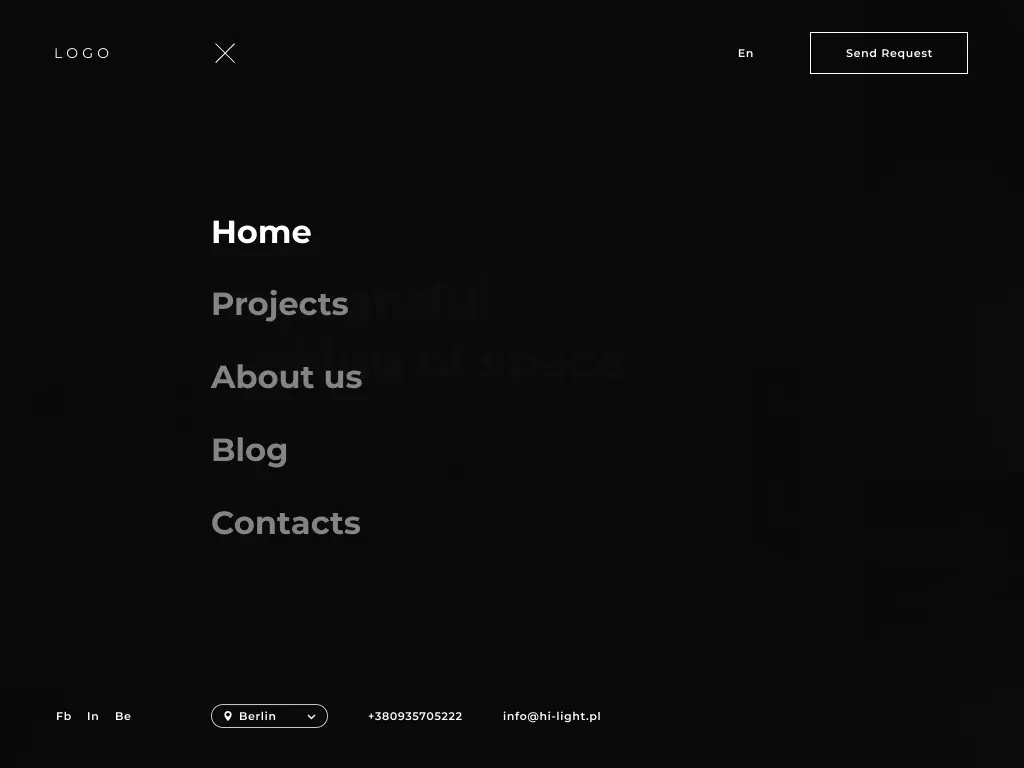 LOGO
En
Send Request
Home
Projects
About us
Blog
Contacts
Fb In Be
Berlin
+380935705222
info@hi-light.pl